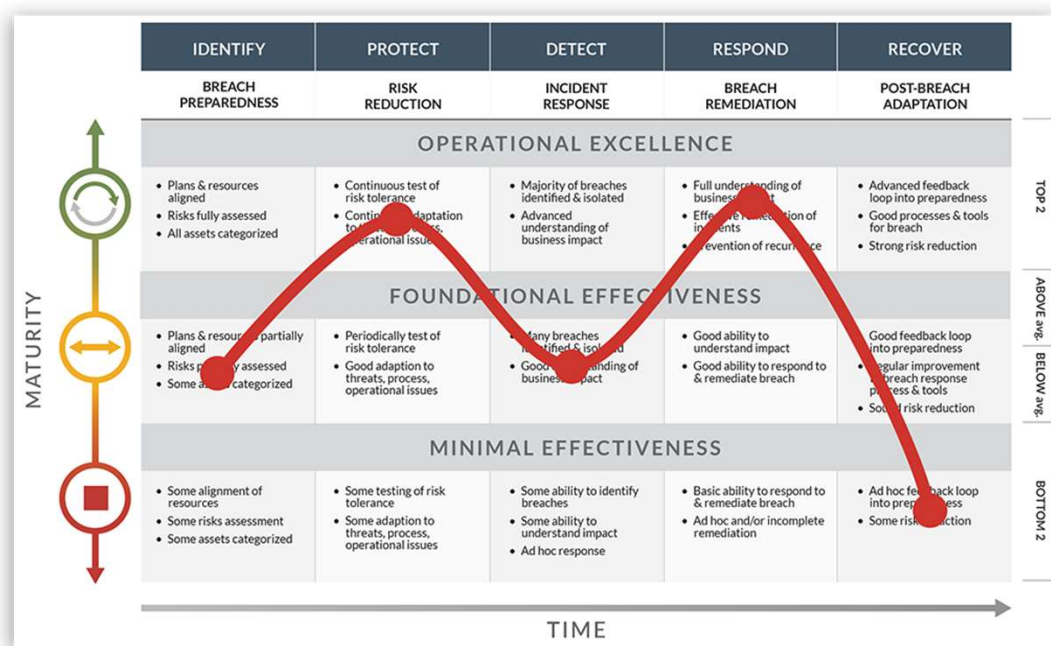 IDENTIFY
PROTECT
DETECT
RESPOND
RECOVER
BREACH
PREPAREDNESS
RISK
REDUCTION
INCIDENT
RESPONSE
BREACH
REMEDIATION
POST-BREACH
ADAPTATION
OPERATIONAL EXCELLENCE
• Plans & resources
aligned
• Risks fully assessed
• All assets categorized
• Continuous test of
risk tolerance
• adaptation
to
operational issues
• Majority of breaches
identified & isolated
• Advanced
understanding of
business impact
• Full understanding of
business
• of
• Prevention of
• Advanced feedback
loop into preparedness
• Good processes & tools
for breach
• Strong risk reduction
FOUNDATIONAL EFFECTIVENESS
• Plans & resources partially
aligned
• Risks assessed
• Some categorized
• Periodically test of
risk tolerance
• Good adaption to
threats, process,
operational issues
• Many breaches
identified & isolated
• Good of
business impact
• Good ability to
understand impact
• Good ability to respond to
& remediate breach
Good feedback loop
into preparedness
• Regular improvement
breach response
& tools
• risk reduction
MINIMAL EFFECTIVENESS
• Some alignment of
resources
• Some risks assessment
• Some assets categorized
• Some testing of risk
tolerance
• Some adaption to
threats, process,
operational issues
• Some ability to identify
breaches
• Some ability to
understand impact
• Ad hoc response
• Basic ability to respond to
& remediate breach
• Ad hoc and/or incomplete
remediation
• Ad hoc feedback loop
into
• Some
MATURITY
TOP 2
ABOVE avg.
BELOW avg.
BOTTOM 2
TIME